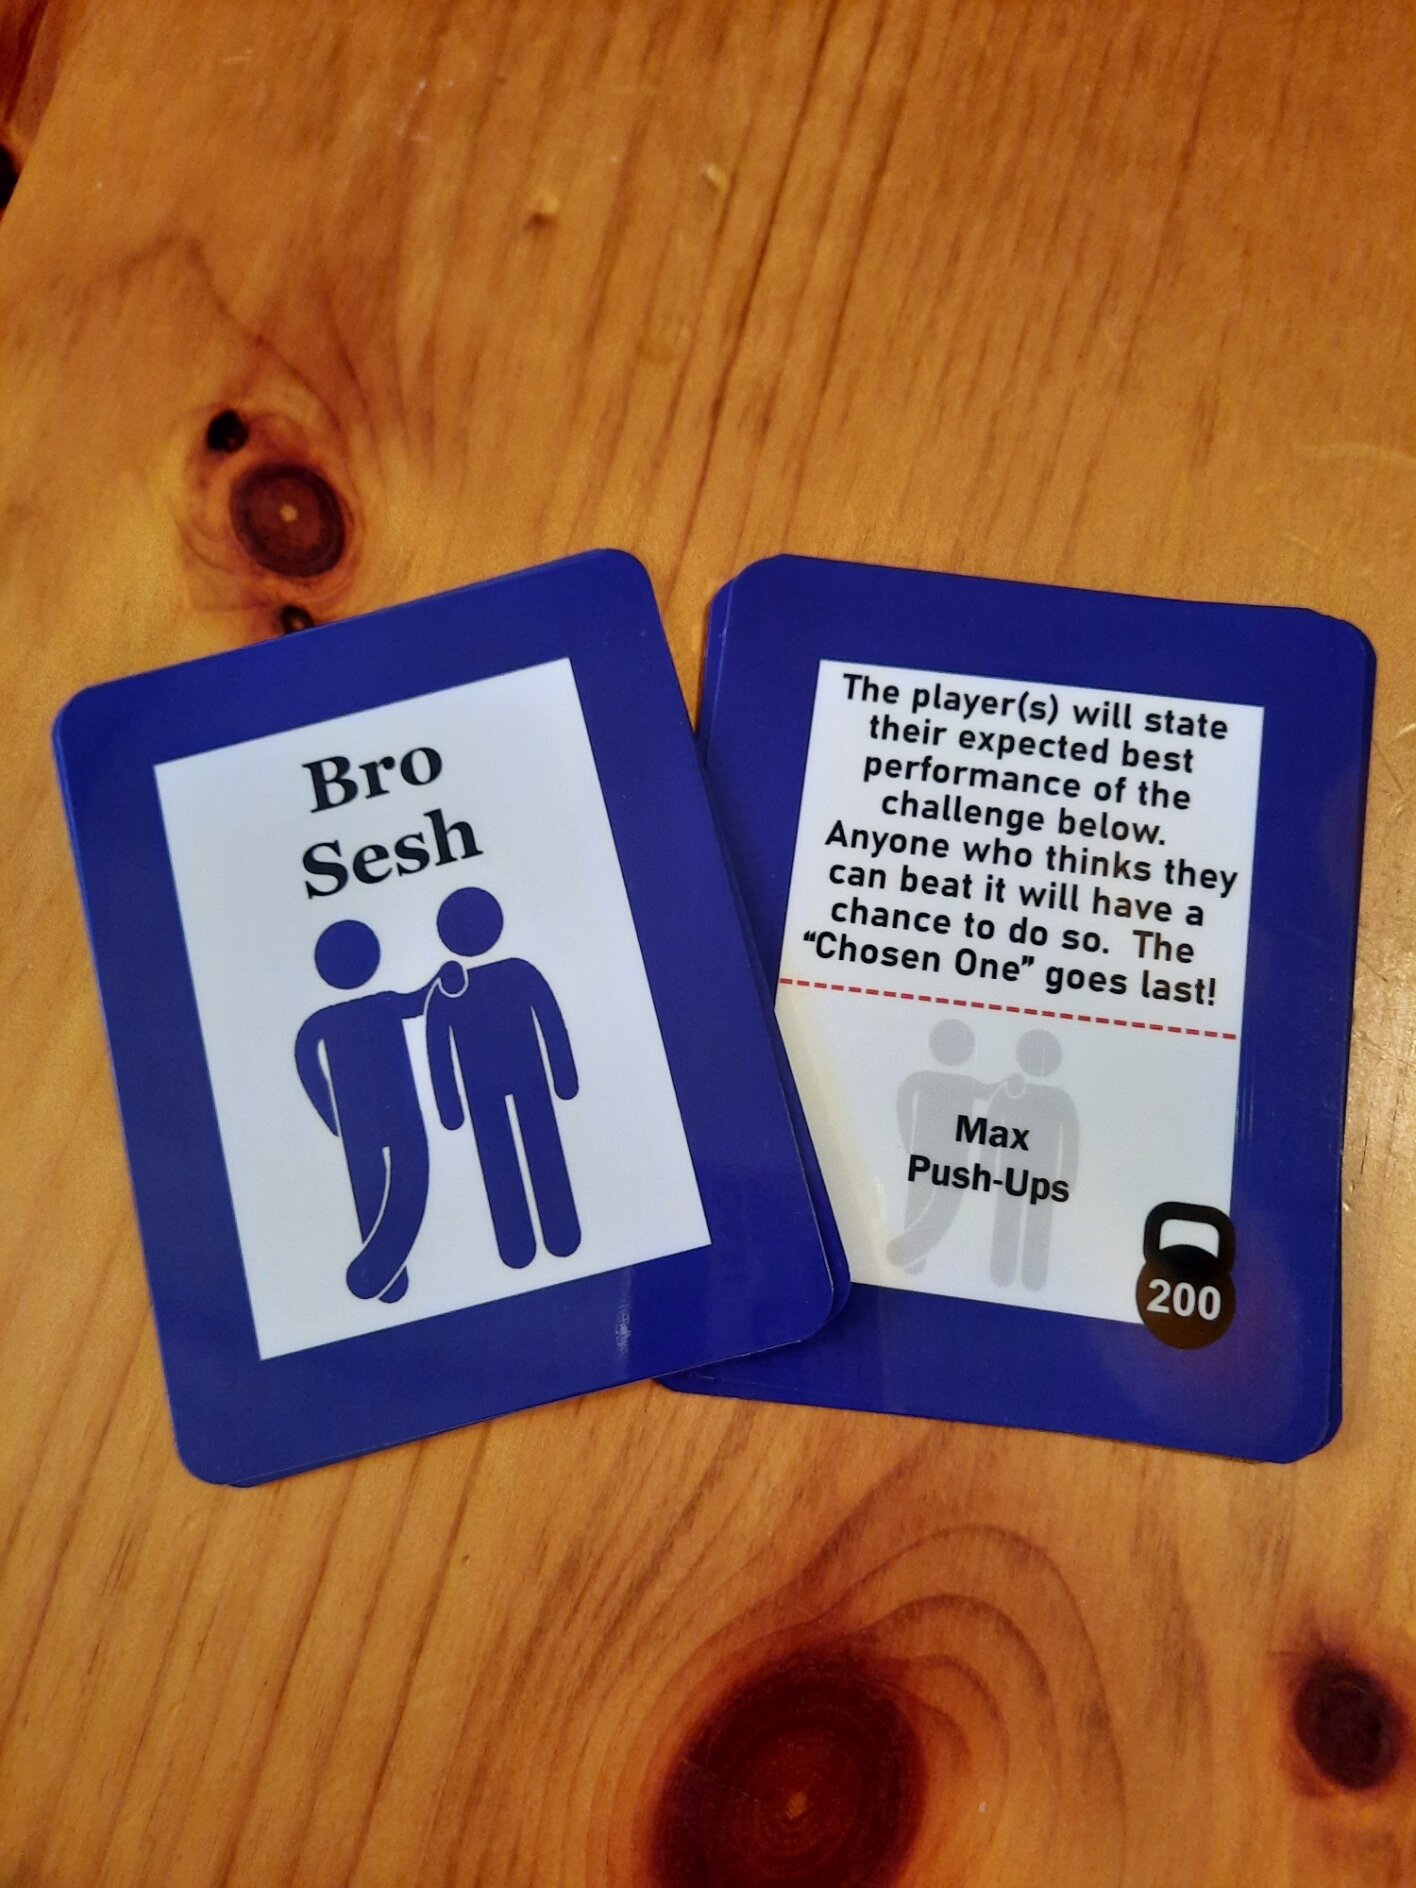 Bro
Sesh
The player(s) will state
their expected best
performance of the
challenge below.
Anyone who thinks they
can beat it will have a
chance to do so. The
“Chosen One” goes last!
Max
Push-Ups
200